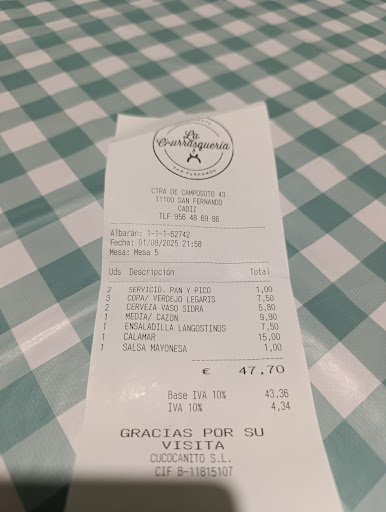 La
Churrasquería
SAN FERNANDO
CTRA DE CAMPOSOTO 43
11100 SAN FERNANDO
CADIZ
TLF 956 48 69 86
Albarán: 1-1-1-62742
Fecha: 01/08/2025 21:58
Mesa: Mesa 5
Uds Descripción Total
2 SERVICIO. PAN Y PICO 1,00
3 COPA/ VERDEJO LEGARIS 7,50
2 CERVEZA VASO SIDRA 5,80
1 MEDIA/ CAZON 9,90
1 ENSALADILLA LANGOSTINOS 7,50
1 CALAMAR 15,00
1 SALSA MAYONESA 1,00
€ 47,70
Base IVA 10% 43,36
IVA 10% 4,34
GRACIAS POR SU
VISITA
CUCOCANITO S.L.
CIF B-11815107